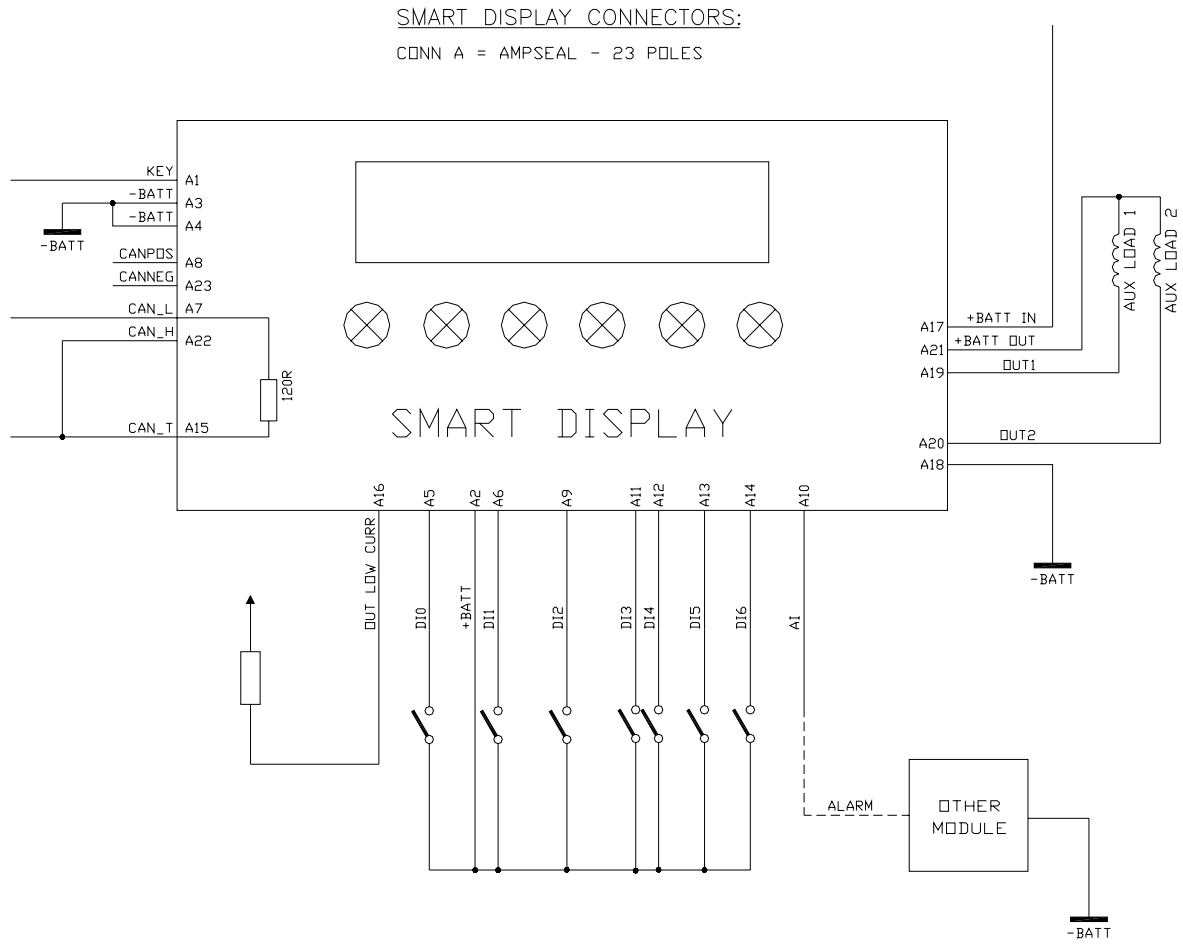 SMART DISPLAY CONNECTORS:
CONN A = AMPSEAL - 23 POLES
KEY A1
-BATT A3
-BATT A4
-BATT
CANPOS A8
CANNEG A23
CAN_L A7
CAN_H A22
120R
CAN_T A15
SMART DISPLAY
A17 +BATT IN
A21 +BATT OUT
A19 OUT1
A20 OUT2
A18
AUX LOAD 1
AUX LOAD 2
-BATT
A16 A5 A2 A6 A9 A11 A12 A13 A14 A10
OUT LOW CURR
DI0
+BATT
DI1
DI2
DI3
DI4
DI5
DI6
AI
ALARM
OTHER
MODULE
-BATT